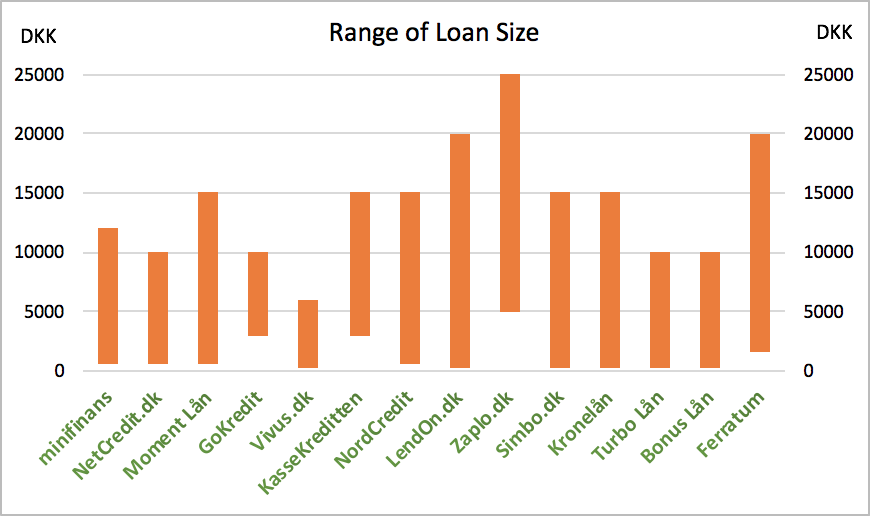 Range of Loan Size
DKK
DKK
25000
20000
15000
10000
5000
0
25000
20000
15000
10000
5000
0
minifinans
NetCredit.dk
Moment Lån
GoKredit
Vivus.dk
KasseKreditten
NordCredit
LendOn.dk
Zaplo.dk
Simbo.dk
Kronelån
Turbo Lån
Bonus Lån
Ferratum